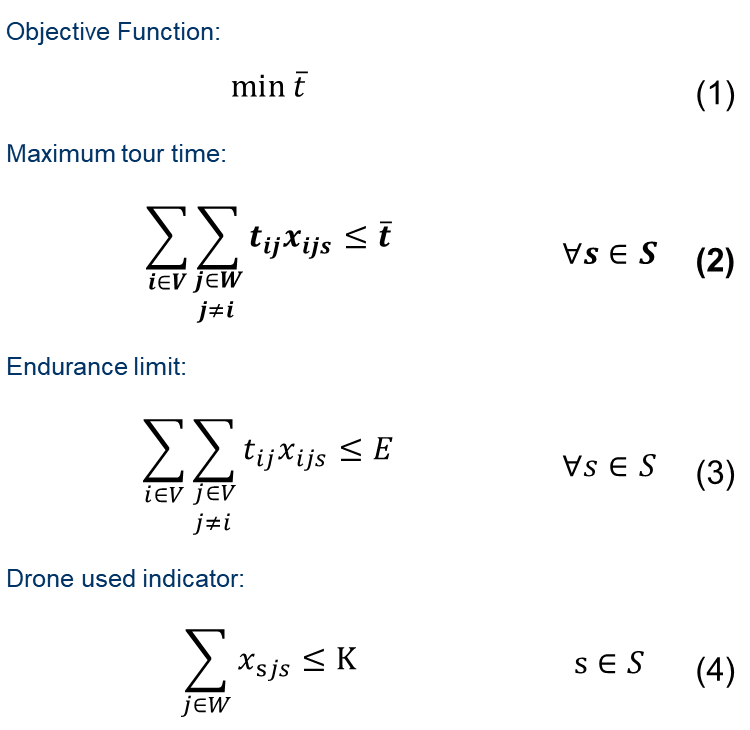 Objective Function:
min t̄ (1)
Maximum tour time:
∑_{i∈V} ∑_{j∈W, j≠i} t_{ij}x_{ijs} ≤ t̄ ∀s ∈ S (2)
Endurance limit:
∑_{i∈V} ∑_{j∈V, j≠i} t_{ij}x_{ijs} ≤ E ∀s ∈ S (3)
Drone used indicator:
∑_{j∈W} x_{sjs} ≤ K s ∈ S (4)